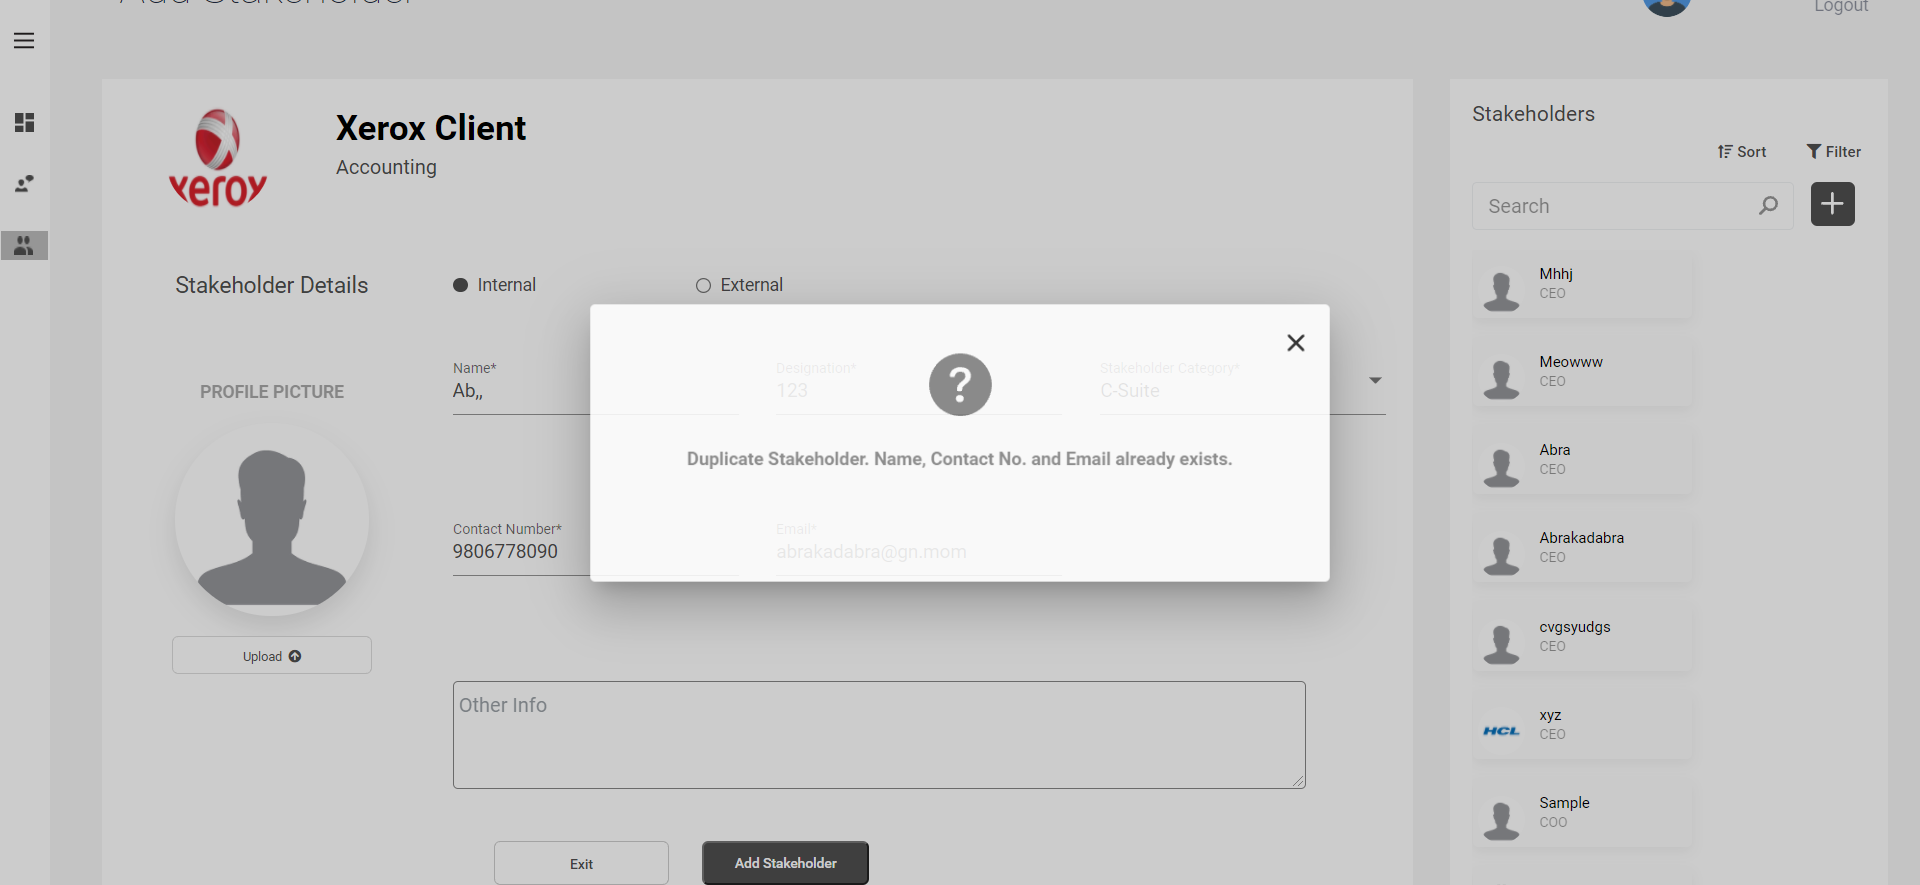 Add Stakeholder
Logout
xerox
Xerox Client
Accounting
Stakeholder Details
Internal
External
PROFILE PICTURE
Name*
Ab,,
Designation*
123
Stakeholder Category*
C-Suite
?
Duplicate Stakeholder. Name, Contact No. and Email already exists.
Contact Number*
9806778090
Email*
abrakadabra@gn.mom
Upload
Other Info
Exit
Add Stakeholder
Stakeholders
Sort
Filter
Search
Mhhj
CEO
Meowww
CEO
Abra
CEO
Abrakadabra
CEO
cvgsyudgs
CEO
HCL
xyz
CEO
Sample
COO